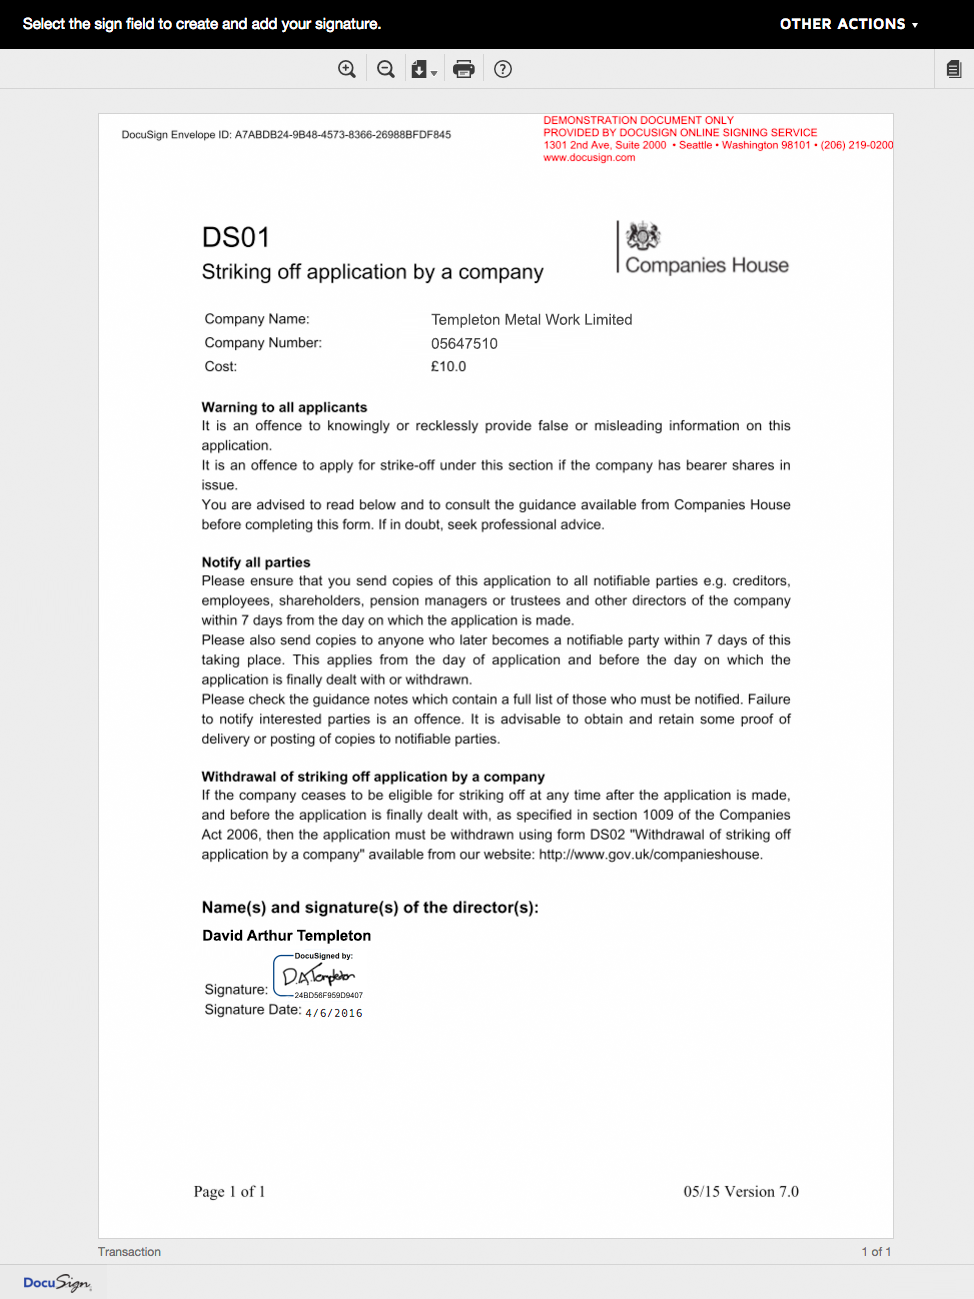 Select the sign field to create and add your signature.
OTHER ACTIONS
DocuSign Envelope ID: A7ABDB24-9B48-4573-8366-26988BFDF845
DEMONSTRATION DOCUMENT ONLY
PROVIDED BY DOCUSIGN ONLINE SIGNING SERVICE
1301 2nd Ave, Suite 2000 • Seattle • Washington 98101 • (206) 219-0200
www.docusign.com
DS01
Striking off application by a company
Companies House
Company Name: Templeton Metal Work Limited
Company Number: 05647510
Cost: £10.0
Warning to all applicants
It is an offence to knowingly or recklessly provide false or misleading information on this
application.
It is an offence to apply for strike-off under this section if the company has bearer shares in
issue.
You are advised to read below and to consult the guidance available from Companies House
before completing this form. If in doubt, seek professional advice.
Notify all parties
Please ensure that you send copies of this application to all notifiable parties e.g. creditors,
employees, shareholders, pension managers or trustees and other directors of the company
within 7 days from the day on which the application is made.
Please also send copies to anyone who later becomes a notifiable party within 7 days of this
taking place. This applies from the day of application and before the day on which the
application is finally dealt with or withdrawn.
Please check the guidance notes which contain a full list of those who must be notified. Failure
to notify interested parties is an offence. It is advisable to obtain and retain some proof of
delivery or posting of copies to notifiable parties.
Withdrawal of striking off application by a company
If the company ceases to be eligible for striking off at any time after the application is made,
and before the application is finally dealt with, as specified in section 1009 of the Companies
Act 2006, then the application must be withdrawn using form DS02 "Withdrawal of striking off
application by a company" available from our website: http://www.gov.uk/companieshouse.
Name(s) and signature(s) of the director(s):
David Arthur Templeton
DocuSigned by:
D.A.Templeton
Signature:
24BD56F959D9407
Signature Date: 4/6/2016
Page 1 of 1
05/15 Version 7.0
Transaction
1 of 1
DocuSign